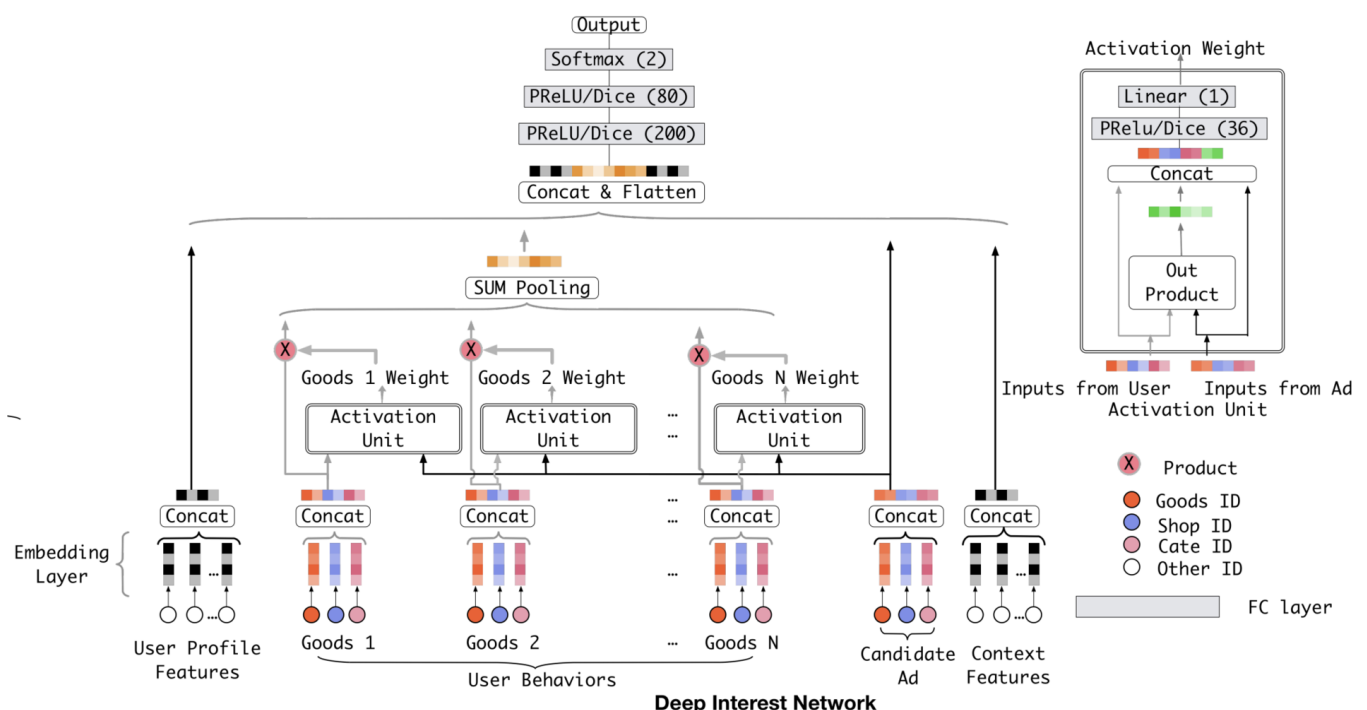 Output
Softmax (2)
PReLU/Dice (80)
PReLU/Dice (200)
Concat & Flatten
SUM Pooling
X
X
X
Goods 1 Weight
Goods 2 Weight
Goods N Weight
Activation
Unit
Activation
Unit
...
...
Activation
Unit
...
Concat
Concat
Concat
...
Concat
Concat
Concat
Embedding
Layer
...
...
...
...
...
User Profile
Features
Goods 1
Goods 2
...
Goods N
User Behaviors
Candidate
Ad
Context
Features
Activation Weight
Linear (1)
PRelu/Dice (36)
Concat
Out
Product
Inputs from User
Inputs from Ad
Activation Unit
X Product
Goods ID
Shop ID
Cate ID
Other ID
FC layer
Deep Interest Network